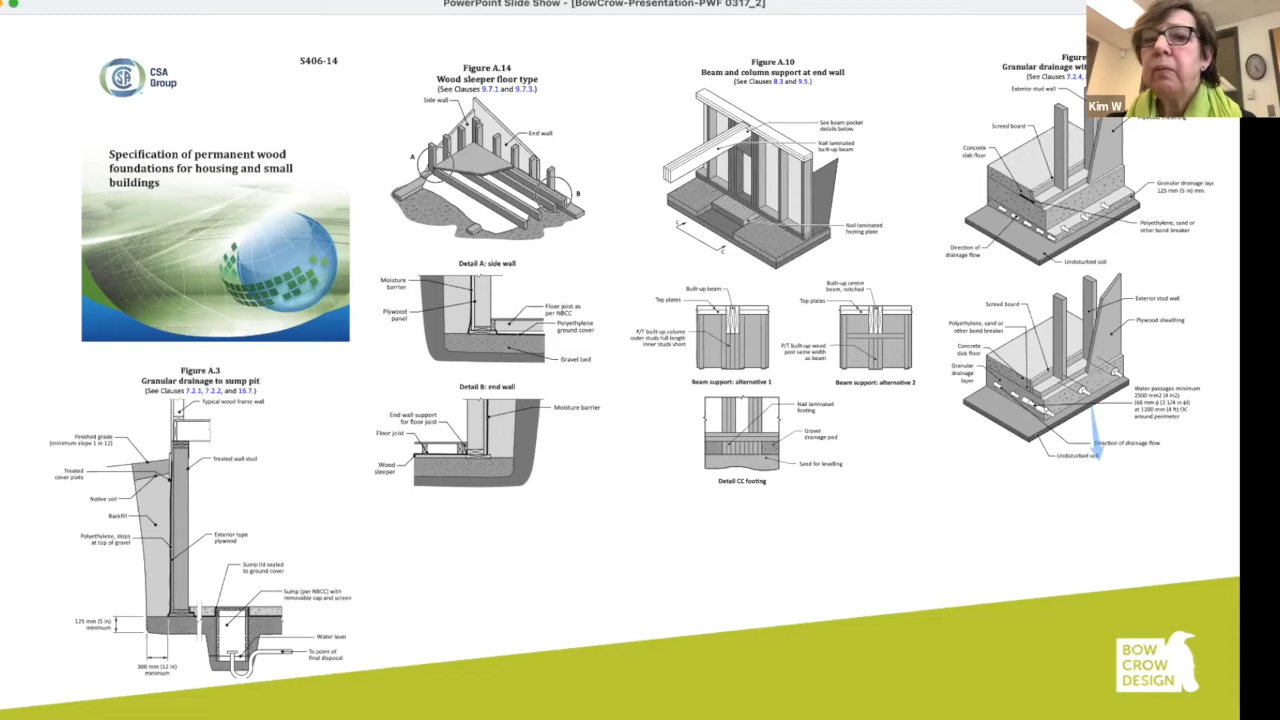 PowerPoint Slide Show - [BowCrow-Presentation-PWF 0317_2]
Kim W
CSA
Group
S406-14
Specification of permanent wood
foundations for housing and small
buildings
Figure A.3
Granular drainage to sump pit
(See Clauses 7.2.1, 7.2.2, and 16.7.)
Typical wood frame wall
Finished grade
(minimum slope 1 in 12)
Treated wall stud
Treated
cover plate
Native soil
Backfill
Polyethylene, stops
at top of gravel
Exterior type
plywood
Sump lid sealed
to ground cover
Sump (per NBCC) with
removable cap and screen
125 mm (5 in)
minimum
Water level
To point of
final disposal
300 mm (12 in)
minimum
Figure A.14
Wood sleeper floor type
(See Clauses 9.7.1 and 9.7.3.)
Side wall
End wall
A
B
Detail A: side wall
Moisture
barrier
Plywood
panel
Floor joist as
per NBCC
Polyethylene
ground cover
Gravel bed
Detail B: end wall
End wall support
for floor joist
Moisture barrier
Floor joist
Wood
sleeper
Figure A.10
Beam and column support at end wall
(See Clauses 8.3 and 9.5.)
See beam pocket
details below
Nail laminated
built-up beam
Nail laminated
footing plate
C
C
Built-up beam
Top plates
P/T built-up column
outer studs full length
inner studs short
Beam support: alternative 1
Built-up centre
beam, notched
Top plates
P/T built-up wood
post same width
as beam
Beam support: alternative 2
Nail laminated
footing
Gravel
drainage pad
Sand for levelling
Detail CC footing
Figure
Granular drainage
(See Clauses 7.2.4,
Exterior stud wall
Screed board
Concrete
slab floor
Granular drainage
125 mm (5 in) min.
Polyethylene, sand or
other bond breaker
Direction of
drainage flow
Undisturbed soil
Screed board
Exterior stud wall
Polyethylene, sand or
other bond breaker
Plywood sheathing
Concrete
slab floor
Granular
drainage
layer
Water passages minimum
2500 mm2 (4 in2)
(60 mm ϕ (2 1/4 in ϕ))
at 1200 mm (4 ft) OC
around perimeter
Direction of drainage flow
Undisturbed soil
BOW
CROW
DESIGN